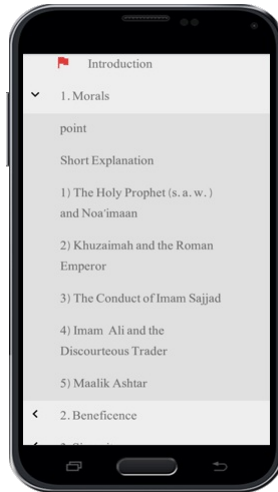 Introduction
1. Morals
point
Short Explanation
1) The Holy Prophet (s. a. w. )
and Noa'imaan
2) Khuzaimah and the Roman
Emperor
3) The Conduct of Imam Sajjad
4) Imam Ali and the
Discourteous Trader
5) Maalik Ashtar
2. Beneficence